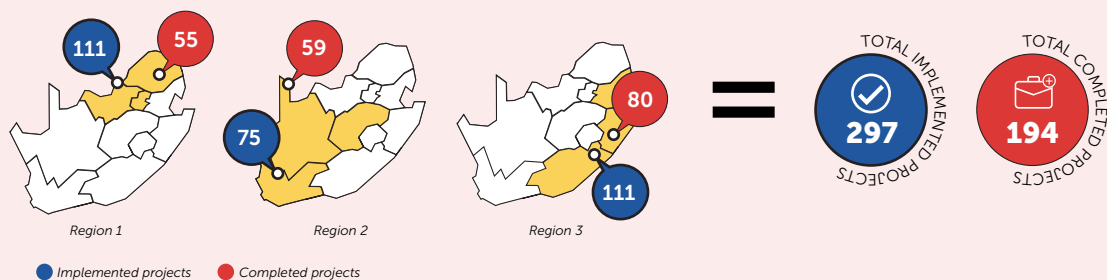 111
55
Region 1
59
75
Region 2
80
111
Region 3
=
TOTAL IMPLEMENTED PROJECTS
297
TOTAL COMPLETED PROJECTS
194
Implemented projects
Completed projects